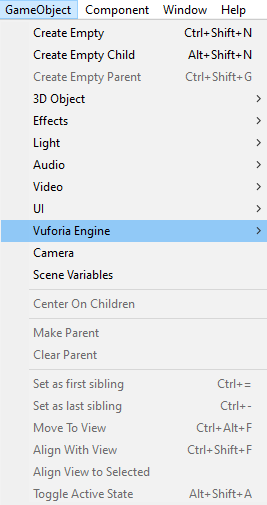 GameObject Component Window Help
Create Empty Ctrl+Shift+N
Create Empty Child Alt+Shift+N
Create Empty Parent Ctrl+Shift+G
3D Object
Effects
Light
Audio
Video
UI
Vuforia Engine
Camera
Scene Variables
Center On Children
Make Parent
Clear Parent
Set as first sibling Ctrl+=
Set as last sibling Ctrl+-
Move To View Ctrl+Alt+F
Align With View Ctrl+Shift+F
Align View to Selected
Toggle Active State Alt+Shift+A